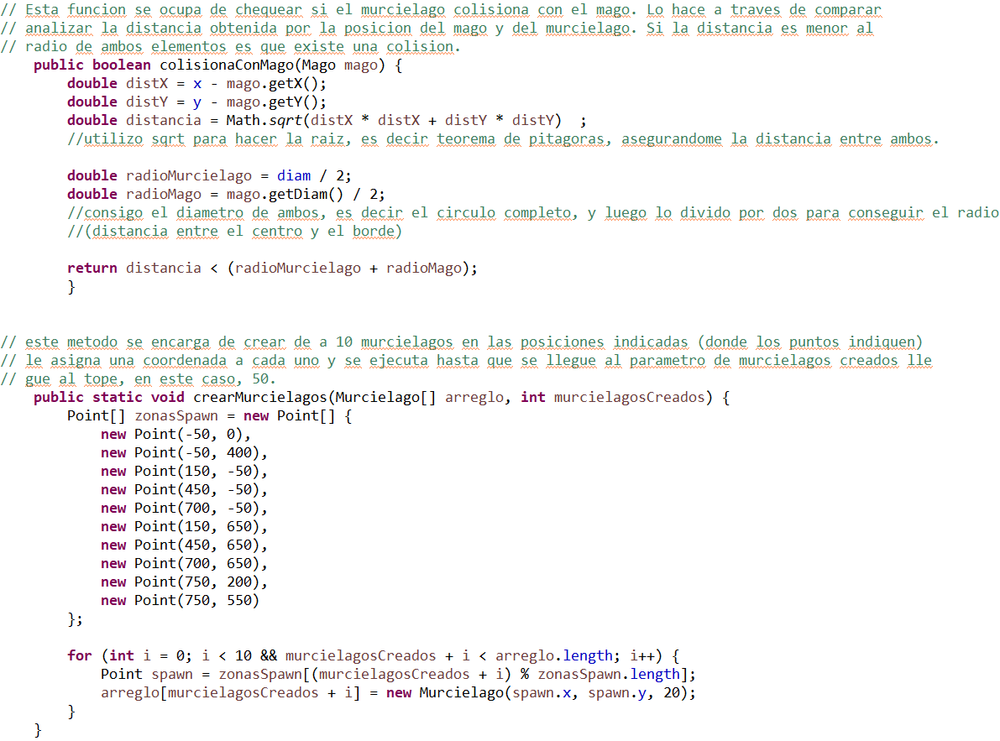 // Esta funcion se ocupa de chequear si el murcielago colisiona con el mago. Lo hace a traves de comparar
// analizar la distancia obtenida por la posicion del mago y del murcielago. Si la distancia es menor al
// radio de ambos elementos es que existe una colision.
    public boolean colisionaConMago(Mago mago) {
        double distX = x - mago.getX();
        double distY = y - mago.getY();
        double distancia = Math.sqrt(distX * distX + distY * distY)  ;
        //utilizo sqrt para hacer la raiz, es decir teorema de pitagoras, asegurandome la distancia entre ambos.

        double radioMurcielago = diam / 2;
        double radioMago = mago.getDiam() / 2;
        //consigo el diametro de ambos, es decir el circulo completo, y luego lo divido por dos para conseguir el radio
        //(distancia entre el centro y el borde)

        return distancia < (radioMurcielago + radioMago);
        }

// este metodo se encarga de crear de a 10 murcielagos en las posiciones indicadas (donde los puntos indiquen)
// le asigna una coordenada a cada uno y se ejecuta hasta que se llegue al parametro de murcielagos creados lle
// gue al tope, en este caso, 50.
    public static void crearMurcielagos(Murcielago[] arreglo, int murcielagosCreados) {
        Point[] zonasSpawn = new Point[] {
            new Point(-50, 0),
            new Point(-50, 400),
            new Point(150, -50),
            new Point(450, -50),
            new Point(700, -50),
            new Point(150, 650),
            new Point(450, 650),
            new Point(700, 650),
            new Point(750, 200),
            new Point(750, 550)
        };

        for (int i = 0; i < 10 && murcielagosCreados + i < arreglo.length; i++) {
            Point spawn = zonasSpawn[(murcielagosCreados + i) % zonasSpawn.length];
            arreglo[murcielagosCreados + i] = new Murcielago(spawn.x, spawn.y, 20);
        }
    }